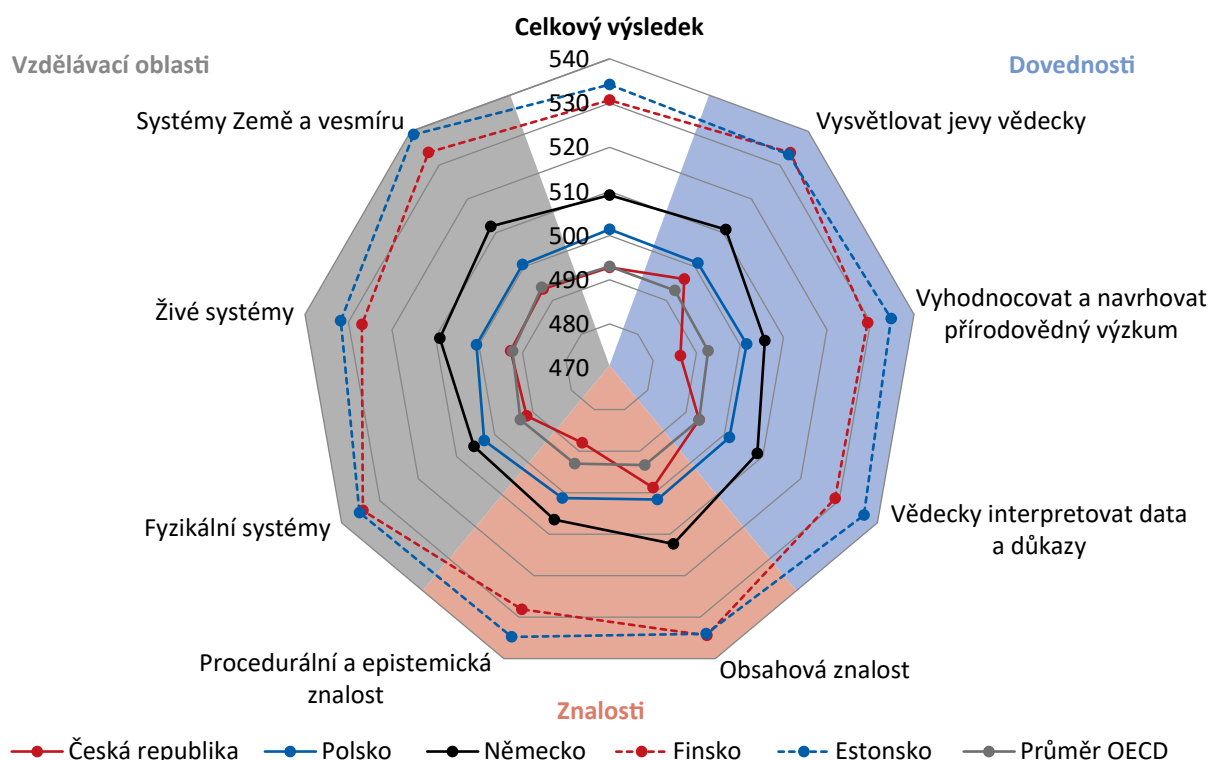 Celkový výsledek
Vzdělávací oblasti
Dovednosti
540
530
520
510
500
490
480
470
Systémy Země a vesmíru
Vysvětlovat jevy vědecky
Živé systémy
Vyhodnocovat a navrhovat
přírodovědný výzkum
Fyzikální systémy
Vědecky interpretovat data
a důkazy
Procedurální a epistemická
znalost
Obsahová znalost
Znalosti
Česká republika Polsko Německo Finsko Estonsko Průměr OECD